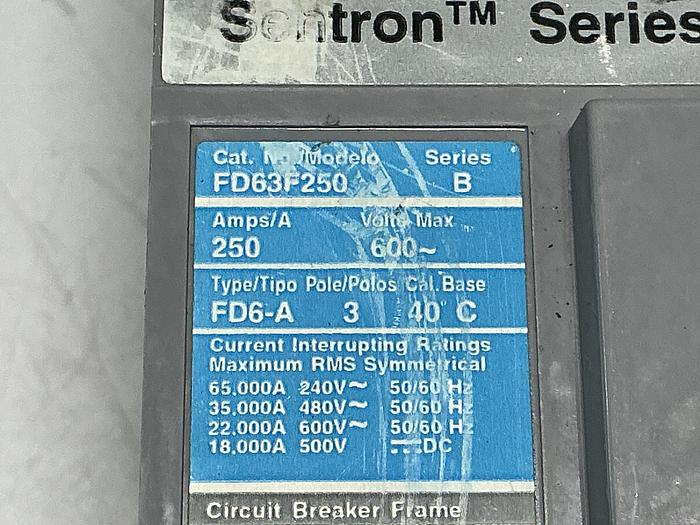 Sentron™ Series
Cat. No./Modelo Series
FD63F250 B
Amps/A Volts Max
250 600~
Type/Tipo Pole/Polos Cal. Base
FD6-A 3 40° C
Current Interrupting Ratings
Maximum RMS Symmetrical
65,000A 240V~ 50/60 Hz
35,000A 480V~ 50/60 Hz
22,000A 600V~ 50/60 Hz
18,000A 500V ⎓DC
Circuit Breaker Frame